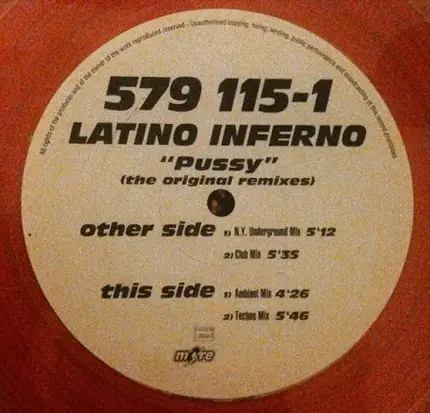 All rights of the producer and of the owner of the work reproduced reserved - Unauthorised copying, hiring, lending, public performance and broadcasting of this record prohibited
579 115-1
LATINO INFERNO
"Pussy"
(the original remixes)
other side 1) N.Y. Underground Mix 5'12
2) Club Mix 5'35
this side 1) Ambient Mix 4'26
2) Techno Mix 5'46
more